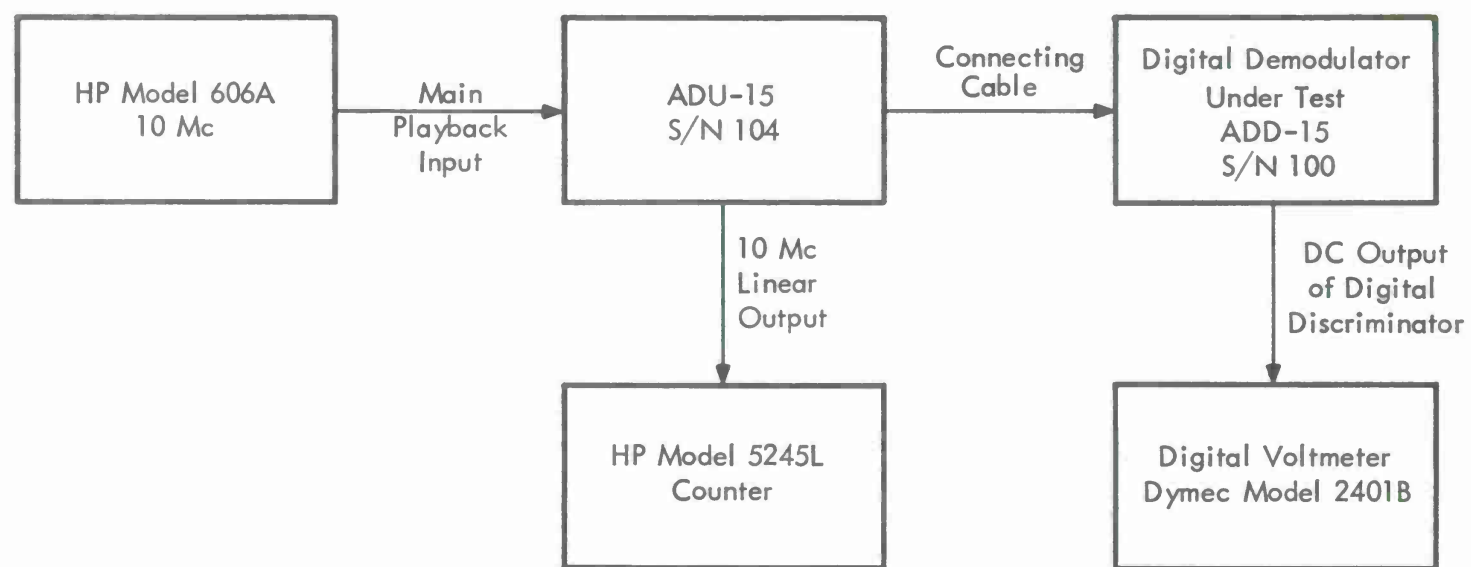 HP Model 606A
10 Mc
Main
Playback
Input
ADU-15
S/N 104
Connecting
Cable
Digital Demodulator
Under Test
ADD-15
S/N 100
10 Mc
Linear
Output
DC Output
of Digital
Discriminator
HP Model 5245L
Counter
Digital Voltmeter
Dymec Model 2401B